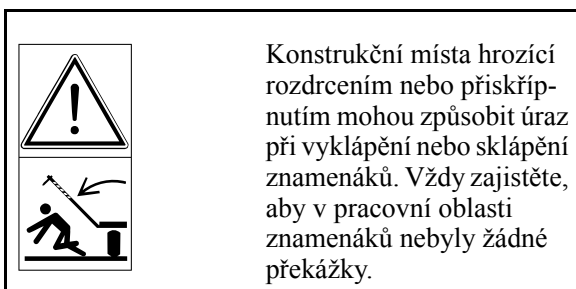 Konstrukční místa hrozící
rozdrcením nebo přiskříp-
nutím mohou způsobit úraz
při vyklápění nebo sklápění
znamenáků. Vždy zajistěte,
aby v pracovní oblasti
znamenáků nebyly žádné
překážky.